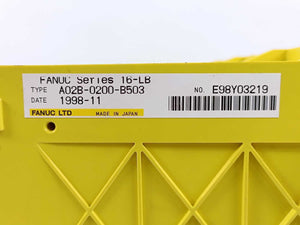 FANUC Series 16-LB
TYPE A02B-0200-B503 NO. E98Y03219
DATE 1998-11
FANUC LTD MADE IN JAPAN